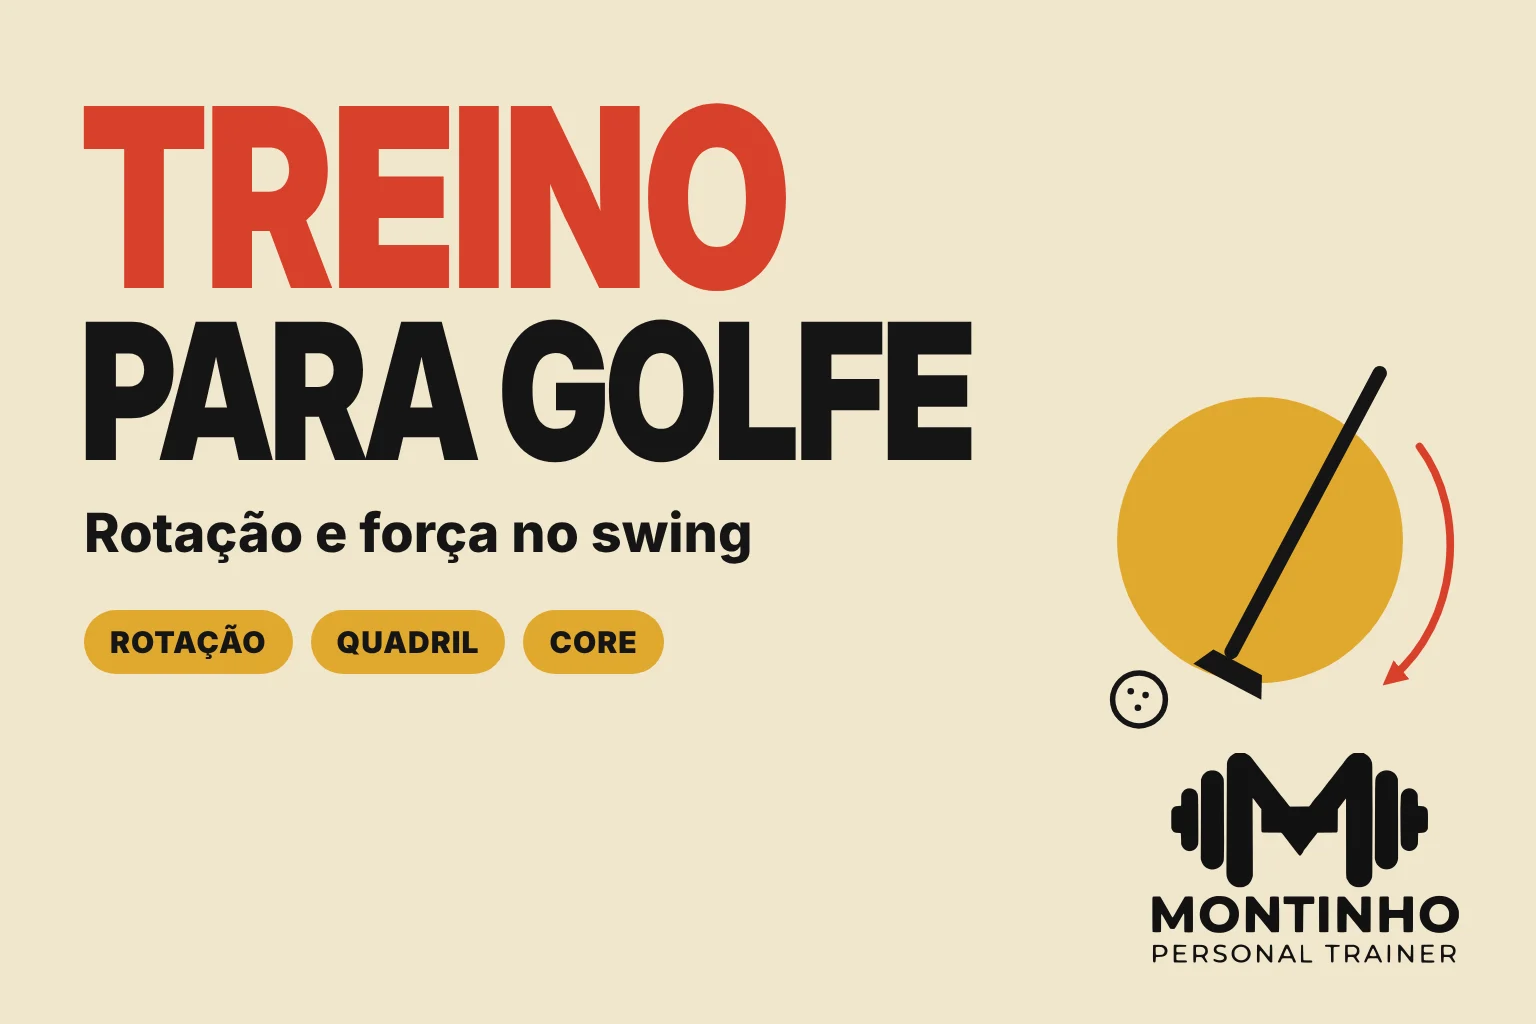 TREINO
PARA GOLFE
Rotação e força no swing
ROTAÇÃO QUADRIL CORE
MONTINHO
PERSONAL TRAINER